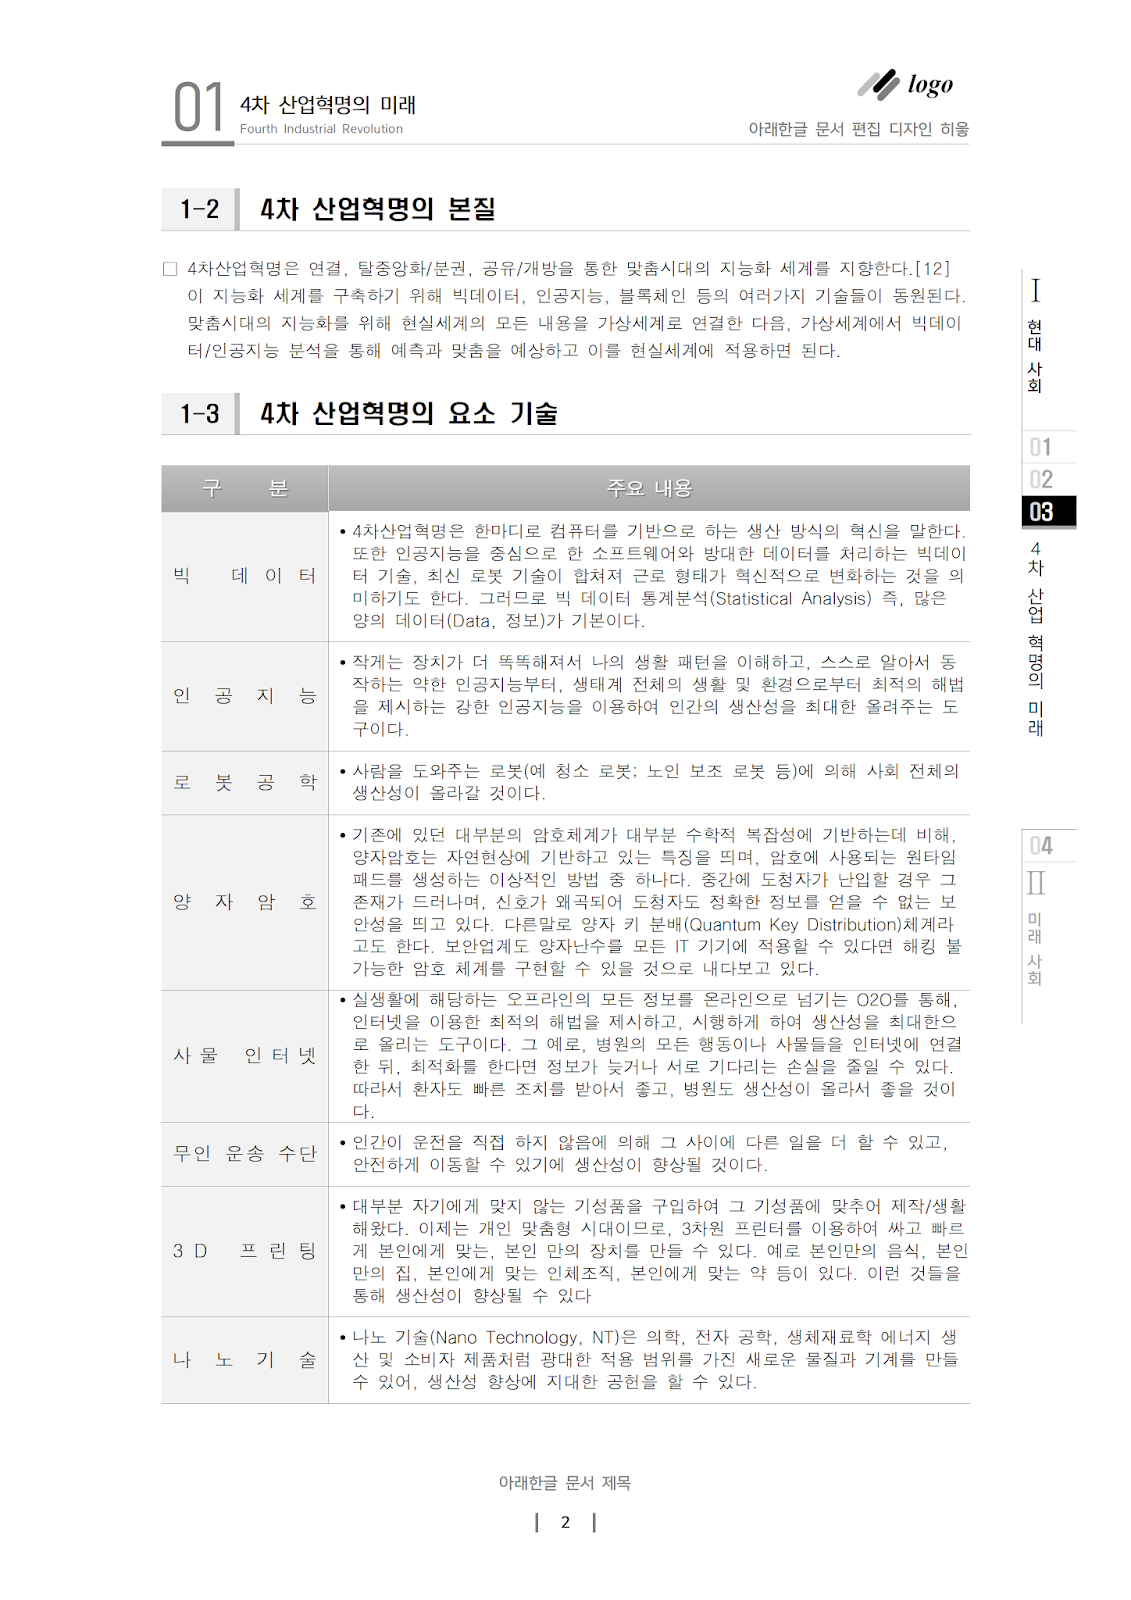 01
4차 산업혁명의 미래
Fourth Industrial Revolution
logo
아래한글 문서 편집 디자인 히웋
1-2 4차 산업혁명의 본질
□ 4차산업혁명은 연결, 탈중앙화/분권, 공유/개방을 통한 맞춤시대의 지능화 세계를 지향한다.[12]
이 지능화 세계를 구축하기 위해 빅데이터, 인공지능, 블록체인 등의 여러가지 기술들이 동원된다.
맞춤시대의 지능화를 위해 현실세계의 모든 내용을 가상세계로 연결한 다음, 가상세계에서 빅데이
터/인공지능 분석을 통해 예측과 맞춤을 예상하고 이를 현실세계에 적용하면 된다.
1-3 4차 산업혁명의 요소 기술
구 분 주요 내용
빅 데이터
• 4차산업혁명은 한마디로 컴퓨터를 기반으로 하는 생산 방식의 혁신을 말한다.
또한 인공지능을 중심으로 한 소프트웨어와 방대한 데이터를 처리하는 빅데이
터 기술, 최신 로봇 기술이 합쳐져 근로 형태가 혁신적으로 변화하는 것을 의
미하기도 한다. 그러므로 빅 데이터 통계분석(Statistical Analysis) 즉, 많은
양의 데이터(Data, 정보)가 기본이다.
인공지능
• 작게는 장치가 더 똑똑해져서 나의 생활 패턴을 이해하고, 스스로 알아서 동
작하는 약한 인공지능부터, 생태계 전체의 생활 및 환경으로부터 최적의 해법
을 제시하는 강한 인공지능을 이용하여 인간의 생산성을 최대한 올려주는 도
구이다.
로봇공학
• 사람을 도와주는 로봇(예 청소 로봇; 노인 보조 로봇 등)에 의해 사회 전체의
생산성이 올라갈 것이다.
양자암호
• 기존에 있던 대부분의 암호체계가 대부분 수학적 복잡성에 기반하는데 비해,
양자암호는 자연현상에 기반하고 있는 특징을 띄며, 암호에 사용되는 원타임
패드를 생성하는 이상적인 방법 중 하나다. 중간에 도청자가 난입할 경우 그
존재가 드러나며, 신호가 왜곡되어 도청자도 정확한 정보를 얻을 수 없는 보
안성을 띄고 있다. 다른말로 양자 키 분배(Quantum Key Distribution)체계라
고도 한다. 보안업계도 양자난수를 모든 IT 기기에 적용할 수 있다면 해킹 불
가능한 암호 체계를 구현할 수 있을 것으로 내다보고 있다.
사물 인터넷
• 실생활에 해당하는 오프라인의 모든 정보를 온라인으로 넘기는 O2O를 통해,
인터넷을 이용한 최적의 해법을 제시하고, 시행하게 하여 생산성을 최대한으
로 올리는 도구이다. 그 예로, 병원의 모든 행동이나 사물들을 인터넷에 연결
한 뒤, 최적화를 한다면 정보가 늦거나 서로 기다리는 손실을 줄일 수 있다.
따라서 환자도 빠른 조치를 받아서 좋고, 병원도 생산성이 올라서 좋을 것이
다.
무인 운송 수단
• 인간이 운전을 직접 하지 않음에 의해 그 사이에 다른 일을 더 할 수 있고,
안전하게 이동할 수 있기에 생산성이 향상될 것이다.
3D 프린팅
• 대부분 자기에게 맞지 않는 기성품을 구입하여 그 기성품에 맞추어 제작/생활
해왔다. 이제는 개인 맞춤형 시대이므로, 3차원 프린터를 이용하여 싸고 빠르
게 본인에게 맞는, 본인 만의 장치를 만들 수 있다. 예로 본인만의 음식, 본인
만의 집, 본인에게 맞는 인체조직, 본인에게 맞는 약 등이 있다. 이런 것들을
통해 생산성이 향상될 수 있다
나노기술
• 나노 기술(Nano Technology, NT)은 의학, 전자 공학, 생체재료학 에너지 생
산 및 소비자 제품처럼 광대한 적용 범위를 가진 새로운 물질과 기계를 만들
수 있어, 생산성 향상에 지대한 공헌을 할 수 있다.
Ⅰ
현대 사회
01
02
03
4차 산업 혁명의 미래
04
Ⅱ
미래 사회
아래한글 문서 제목
| 2 |